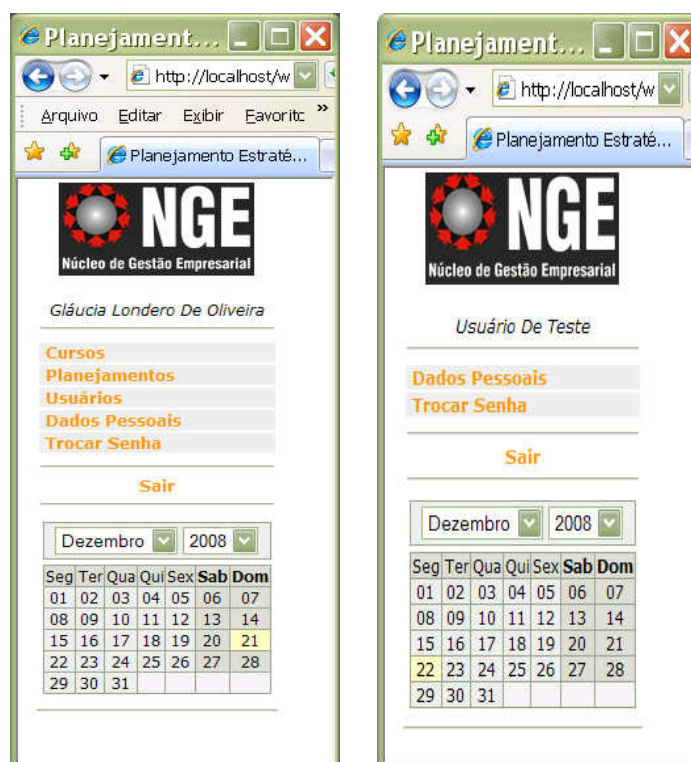 Planejament...
http://localhost/w
Arquivo Editar Exibir Favoritc »
Planejamento Estraté...
NGE
Núcleo de Gestão Empresarial
Gláucia Londero De Oliveira
Cursos
Planejamentos
Usuários
Dados Pessoais
Trocar Senha
Sair
Dezembro 2008
Seg Ter Qua Qui Sex Sab Dom
01 02 03 04 05 06 07
08 09 10 11 12 13 14
15 16 17 18 19 20 21
22 23 24 25 26 27 28
29 30 31
Planejament...
http://localhost/w
Planejamento Estraté...
NGE
Núcleo de Gestão Empresarial
Usuário De Teste
Dados Pessoais
Trocar Senha
Sair
Dezembro 2008
Seg Ter Qua Qui Sex Sab Dom
01 02 03 04 05 06 07
08 09 10 11 12 13 14
15 16 17 18 19 20 21
22 23 24 25 26 27 28
29 30 31